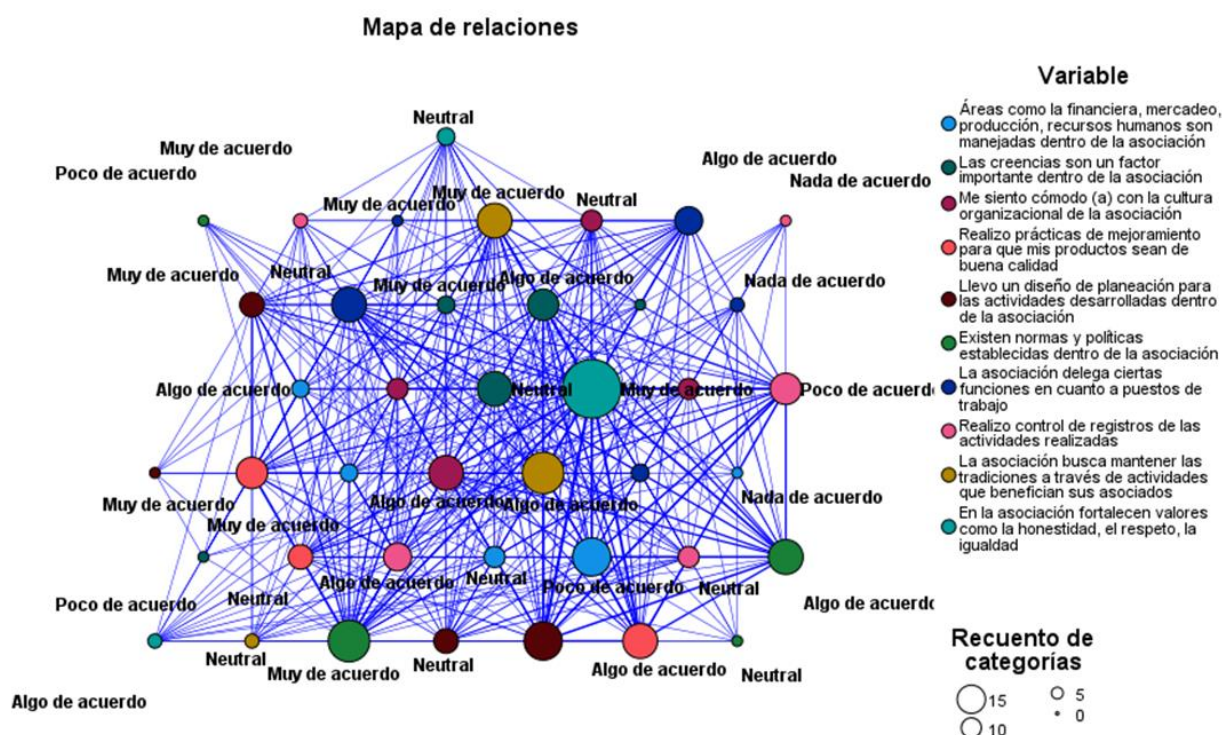 Mapa de relaciones
Neutral
Muy de acuerdo
Algo de acuerdo
Poco de acuerdo
Nada de acuerdo
Muy de acuerdo
Muy de acuerdo
Neutral
Muy de acuerdo
Neutral
Muy de acuerdo
Algo de acuerdo
Nada de acuerdo
Algo de acuerdo
Neutral
Muy de acuerdo
Poco de acuerd
Muy de acuerdo
Algo de acuerdo
Algo de acuerdo
Nada de acuerdo
Muy de acuerdo
Algo de acuerdo
Neutral
Poco de acuerdo
Neutral
Poco de acuerdo
Neutral
Algo de acuerdo
Neutral
Muy de acuerdo
Neutral
Algo de acuerdo
Neutral
Algo de acuerdo
Variable
Áreas como la financiera, mercadeo,
producción, recursos humanos son
manejadas dentro de la asociación
Las creencias son un factor
importante dentro de la asociación
Me siento cómodo (a) con la cultura
organizacional de la asociación
Realizo prácticas de mejoramiento
para que mis productos sean de
buena calidad
Llevo un diseño de planeación para
las actividades desarrolladas dentro
de la asociación
Existen normas y políticas
establecidas dentro de la asociación
La asociación delega ciertas
funciones en cuanto a puestos de
trabajo
Realizo control de registros de las
actividades realizadas
La asociación busca mantener las
tradiciones a través de actividades
que benefician sus asociados
En la asociación fortalecen valores
como la honestidad, el respeto, la
igualdad
Recuento de
categorías
15
5
0
10